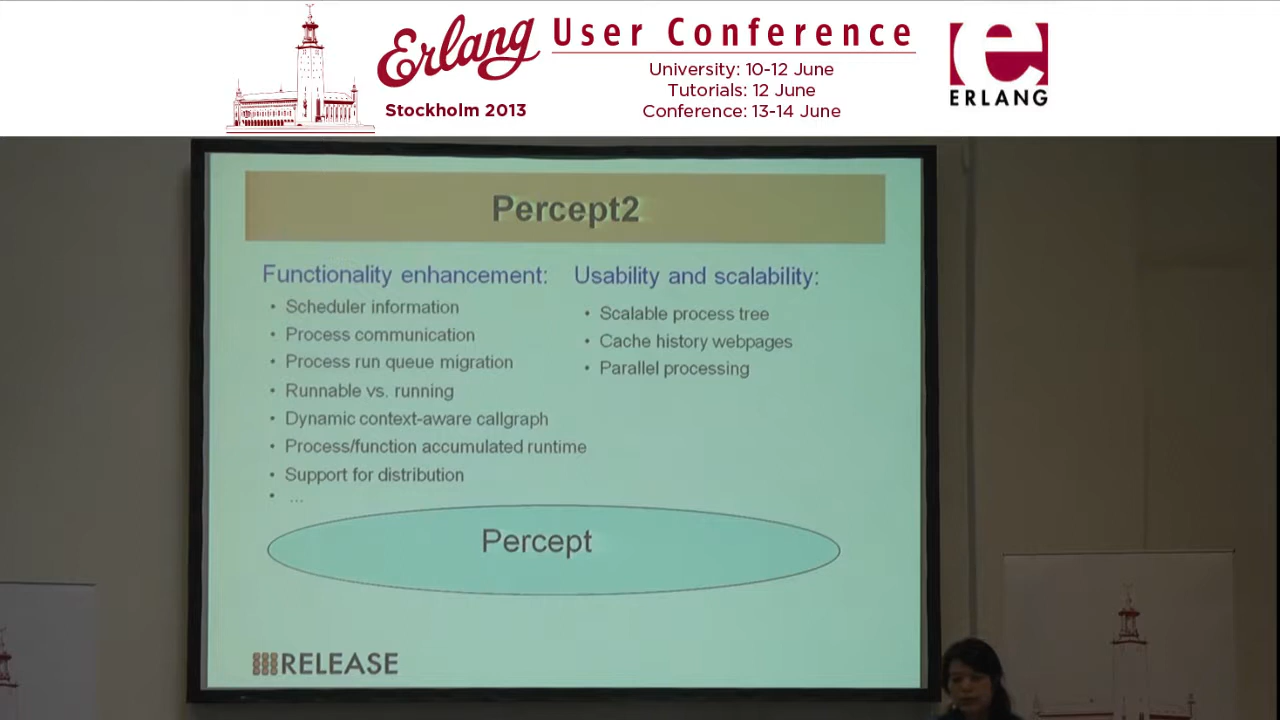 Erlang User Conference
Stockholm 2013
University: 10-12 June
Tutorials: 12 June
Conference: 13-14 June
e
ERLANG
Percept2
Functionality enhancement:
• Scheduler information
• Process communication
• Process run queue migration
• Runnable vs. running
• Dynamic context-aware callgraph
• Process/function accumulated runtime
• Support for distribution
• ...
Usability and scalability:
• Scalable process tree
• Cache history webpages
• Parallel processing
Percept
RELEASE